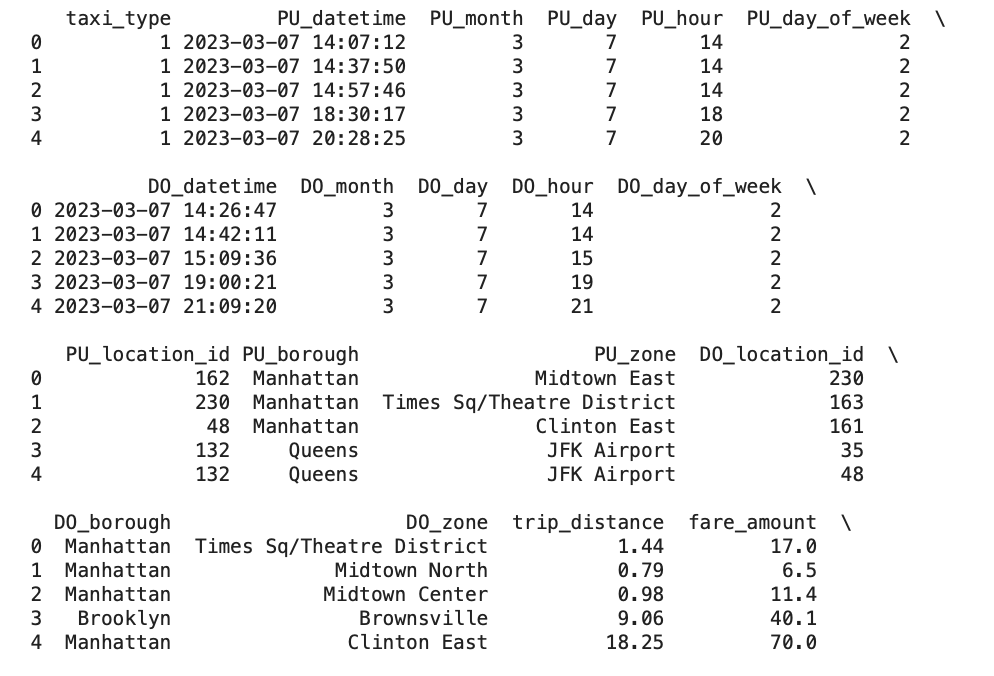 taxi_type PU_datetime PU_month PU_day PU_hour PU_day_of_week \
0 1 2023-03-07 14:07:12 3 7 14 2
1 1 2023-03-07 14:37:50 3 7 14 2
2 1 2023-03-07 14:57:46 3 7 14 2
3 1 2023-03-07 18:30:17 3 7 18 2
4 1 2023-03-07 20:28:25 3 7 20 2
DO_datetime DO_month DO_day DO_hour DO_day_of_week \
0 2023-03-07 14:26:47 3 7 14 2
1 2023-03-07 14:42:11 3 7 14 2
2 2023-03-07 15:09:36 3 7 15 2
3 2023-03-07 19:00:21 3 7 19 2
4 2023-03-07 21:09:20 3 7 21 2
PU_location_id PU_borough PU_zone DO_location_id \
0 162 Manhattan Midtown East 230
1 230 Manhattan Times Sq/Theatre District 163
2 48 Manhattan Clinton East 161
3 132 Queens JFK Airport 35
4 132 Queens JFK Airport 48
DO_borough DO_zone trip_distance fare_amount \
0 Manhattan Times Sq/Theatre District 1.44 17.0
1 Manhattan Midtown North 0.79 6.5
2 Manhattan Midtown Center 0.98 11.4
3 Brooklyn Brownsville 9.06 40.1
4 Manhattan Clinton East 18.25 70.0